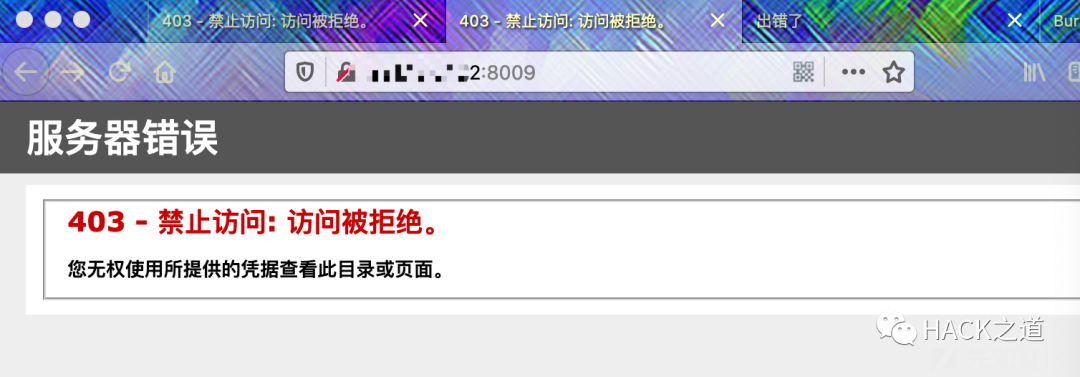 403 - 禁止访问: 访问被拒绝。
403 - 禁止访问: 访问被拒绝。
出错了
Bur
2:8009
服务器错误
403 - 禁止访问: 访问被拒绝。
您无权使用所提供的凭据查看此目录或页面。
HACK之道